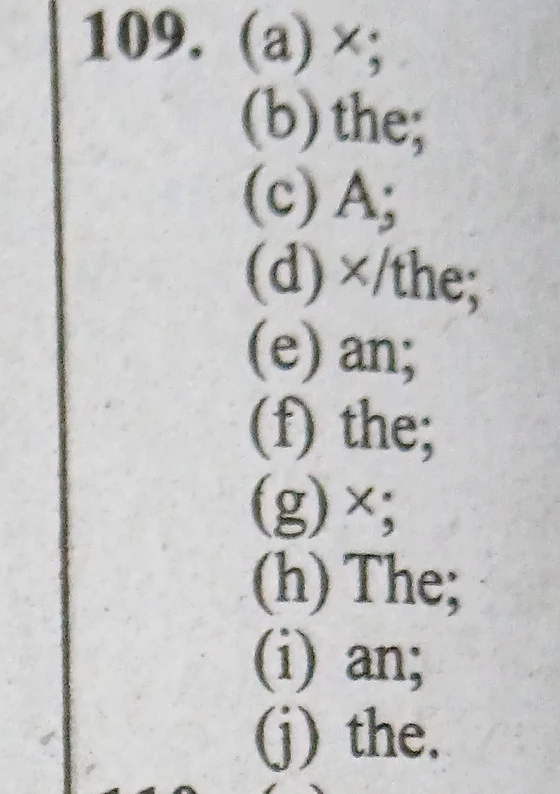 109. (a) ×;
(b) the;
(c) A;
(d) ×/the;
(e) an;
(f) the;
(g) ×;
(h) The;
(i) an;
(j) the.